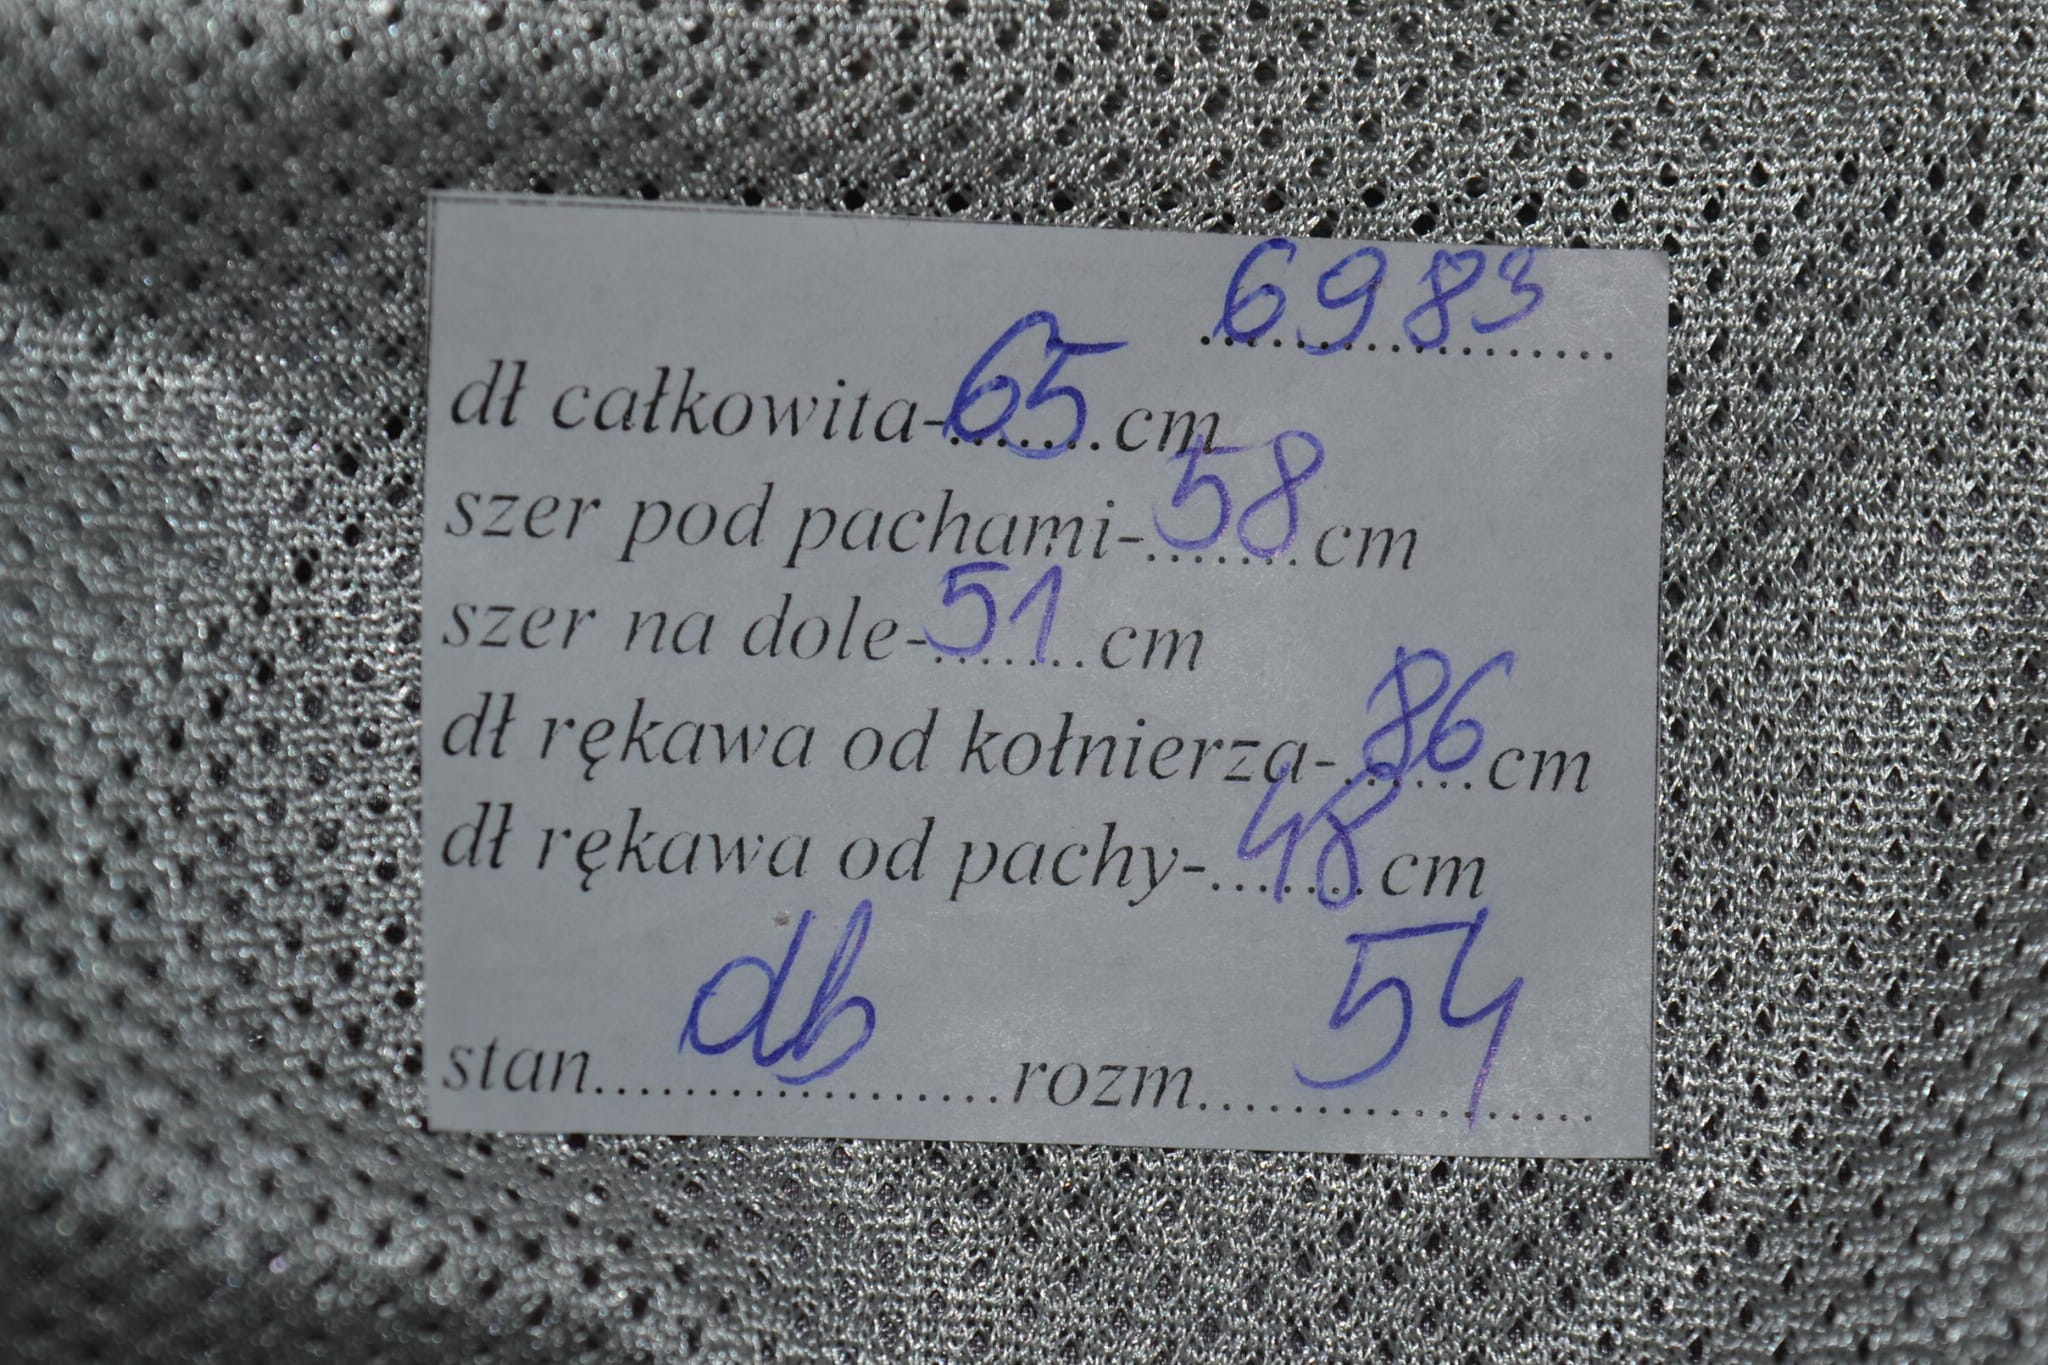 6983
dł całkowita-65cm
szer pod pachami-58cm
szer na dole-51cm
dł rękawa od kołnierza-86cm
dł rękawa od pachy-48cm
stan........db........rozm........54........